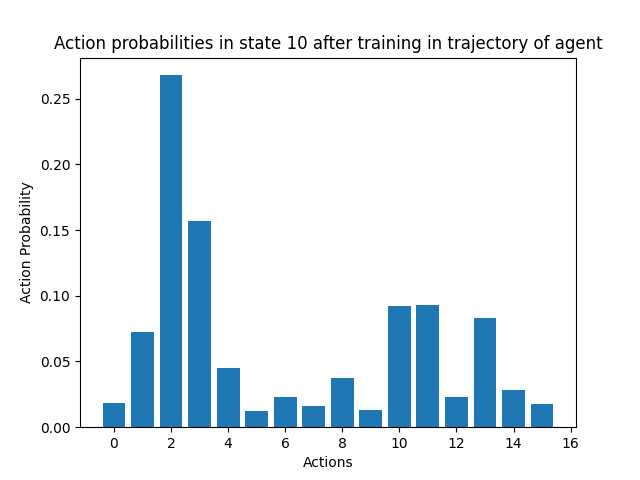 Action probabilities in state 10 after training in trajectory of agent
Action Probability
0.25
0.20
0.15
0.10
0.05
0.00
0 2 4 6 8 10 12 14 16
Actions